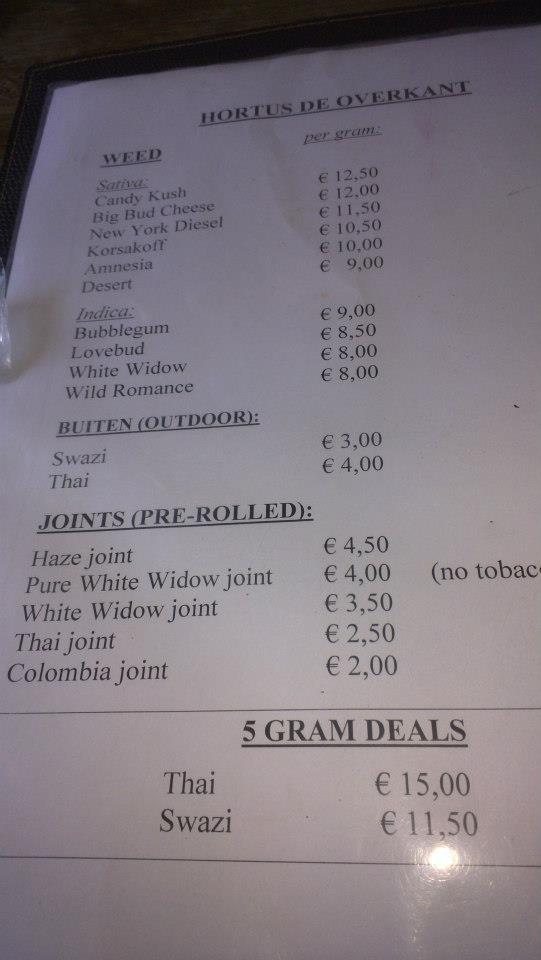 HORTUS DE OVERKANT
WEED per gram:
Sativa:
Candy Kush € 12,50
Big Bud Cheese € 12,00
New York Diesel € 11,50
Korsakoff € 10,50
Amnesia € 10,00
Desert € 9,00
Indica:
Bubblegum € 9,00
Lovebud € 8,50
White Widow € 8,00
Wild Romance € 8,00
BUITEN (OUTDOOR):
Swazi € 3,00
Thai € 4,00
JOINTS (PRE-ROLLED):
Haze joint € 4,50
Pure White Widow joint € 4,00 (no tobac
White Widow joint € 3,50
Thai joint € 2,50
Colombia joint € 2,00
5 GRAM DEALS
Thai € 15,00
Swazi € 11,50